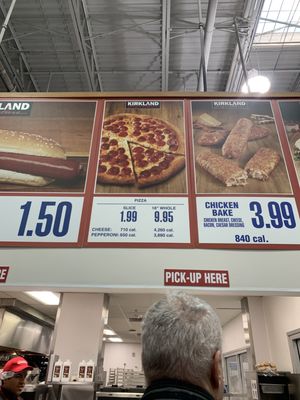 LAND
KIRKLAND
KIRKLAND
1.50
PIZZA
SLICE
18" WHOLE
1.99
9.95
CHEESE: 710 cal. 4,260 cal.
PEPPERONI: 650 cal. 3,890 cal.
CHICKEN
BAKE
3.99
CHICKEN BREAST, CHEESE
BACON, CAESAR DRESSING
840 cal.
RE
PICK-UP HERE